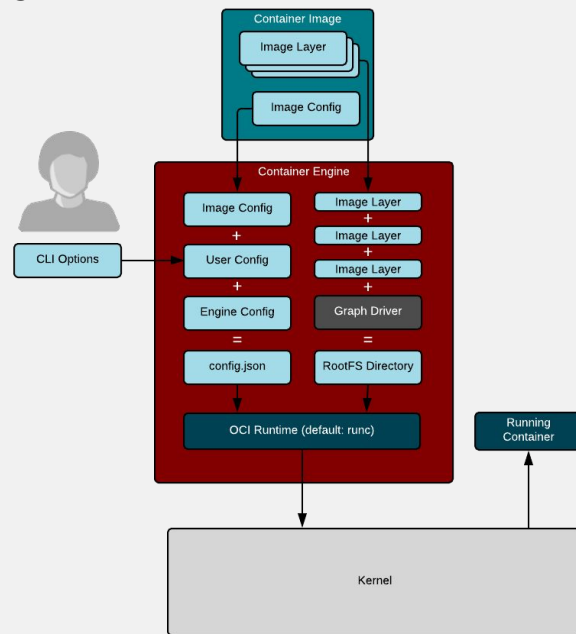 Container Image
Image Layer
Image Config
Container Engine
Image Config
+
User Config
+
Engine Config
=
config.json
Image Layer
+
Image Layer
+
Image Layer
+
Graph Driver
=
RootFS Directory
CLI Options
OCI Runtime (default: runc)
Running
Container
Kernel